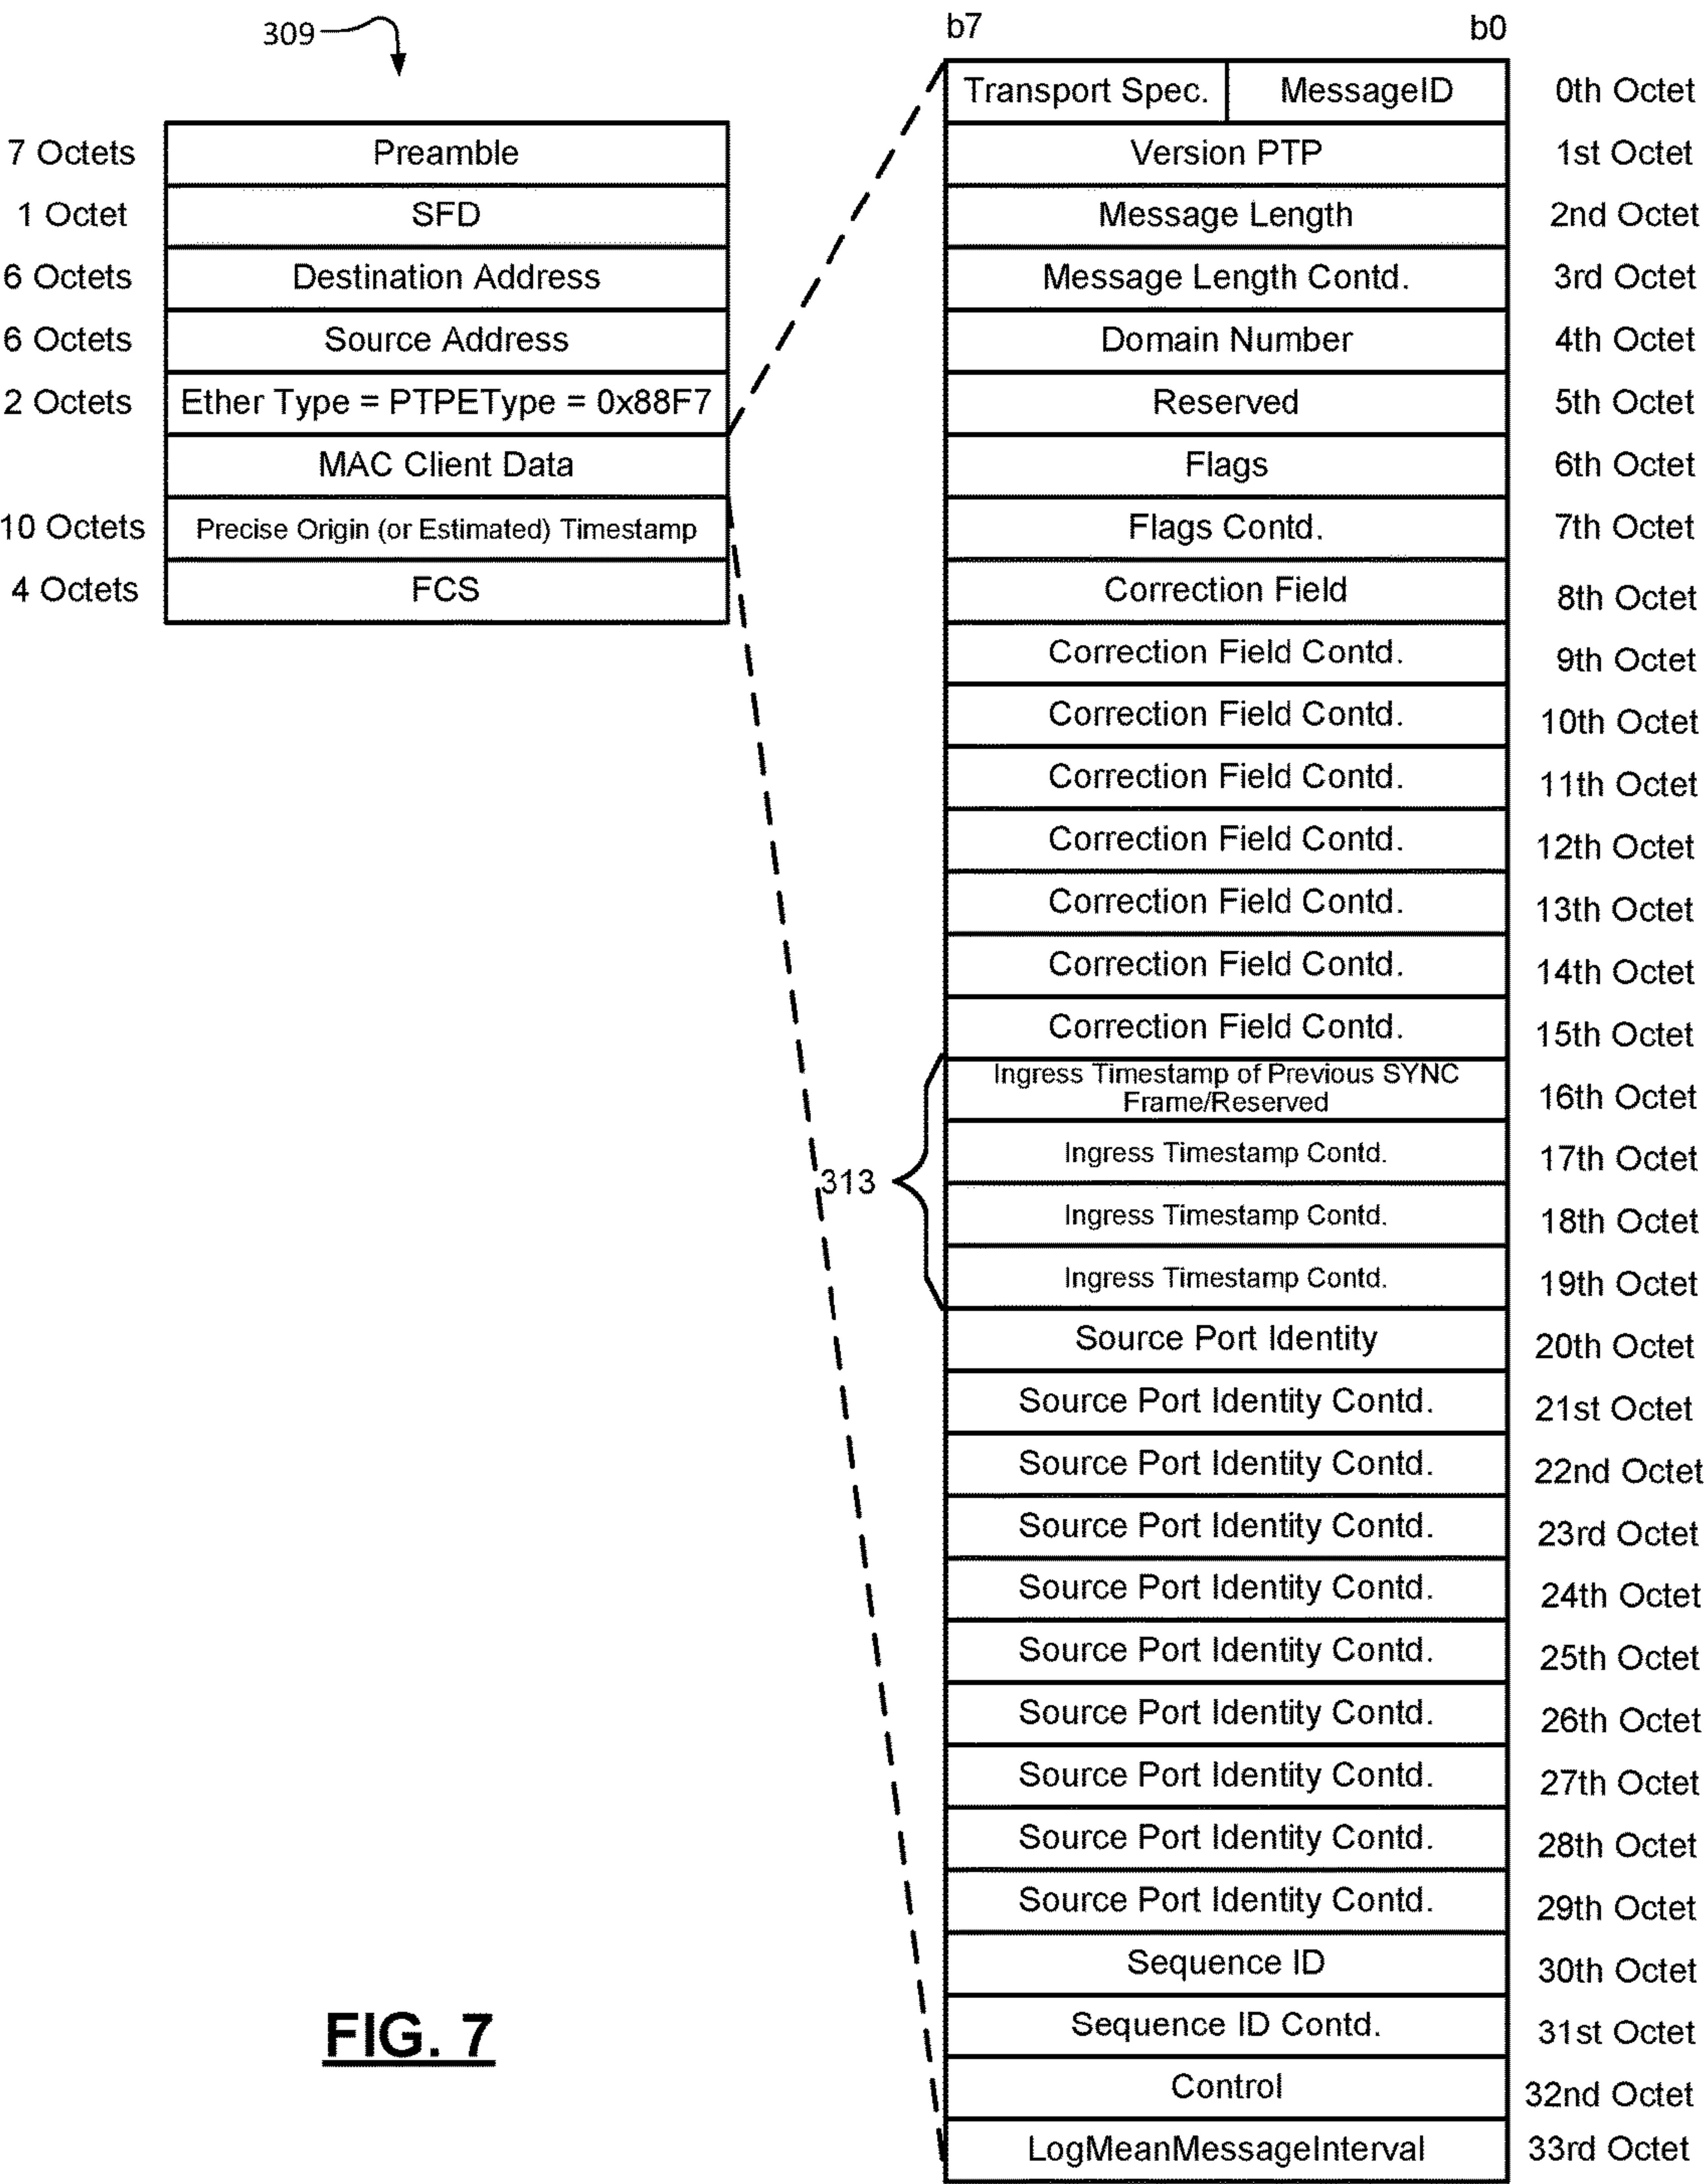 309
7 Octets Preamble
1 Octet SFD
6 Octets Destination Address
6 Octets Source Address
2 Octets Ether Type = PTPEType = 0x88F7
MAC Client Data
10 Octets Precise Origin (or Estimated) Timestamp
4 Octets FCS
b7 b0
Transport Spec. MessageID 0th Octet
Version PTP 1st Octet
Message Length 2nd Octet
Message Length Contd. 3rd Octet
Domain Number 4th Octet
Reserved 5th Octet
Flags 6th Octet
Flags Contd. 7th Octet
Correction Field 8th Octet
Correction Field Contd. 9th Octet
Correction Field Contd. 10th Octet
Correction Field Contd. 11th Octet
Correction Field Contd. 12th Octet
Correction Field Contd. 13th Octet
Correction Field Contd. 14th Octet
Correction Field Contd. 15th Octet
Ingress Timestamp of Previous SYNC
Frame/Reserved 16th Octet
Ingress Timestamp Contd. 17th Octet
313
Ingress Timestamp Contd. 18th Octet
Ingress Timestamp Contd. 19th Octet
Source Port Identity 20th Octet
Source Port Identity Contd. 21st Octet
Source Port Identity Contd. 22nd Octet
Source Port Identity Contd. 23rd Octet
Source Port Identity Contd. 24th Octet
Source Port Identity Contd. 25th Octet
Source Port Identity Contd. 26th Octet
Source Port Identity Contd. 27th Octet
Source Port Identity Contd. 28th Octet
Source Port Identity Contd. 29th Octet
Sequence ID 30th Octet
Sequence ID Contd. 31st Octet
Control 32nd Octet
LogMeanMessageInterval 33rd Octet
FIG. 7